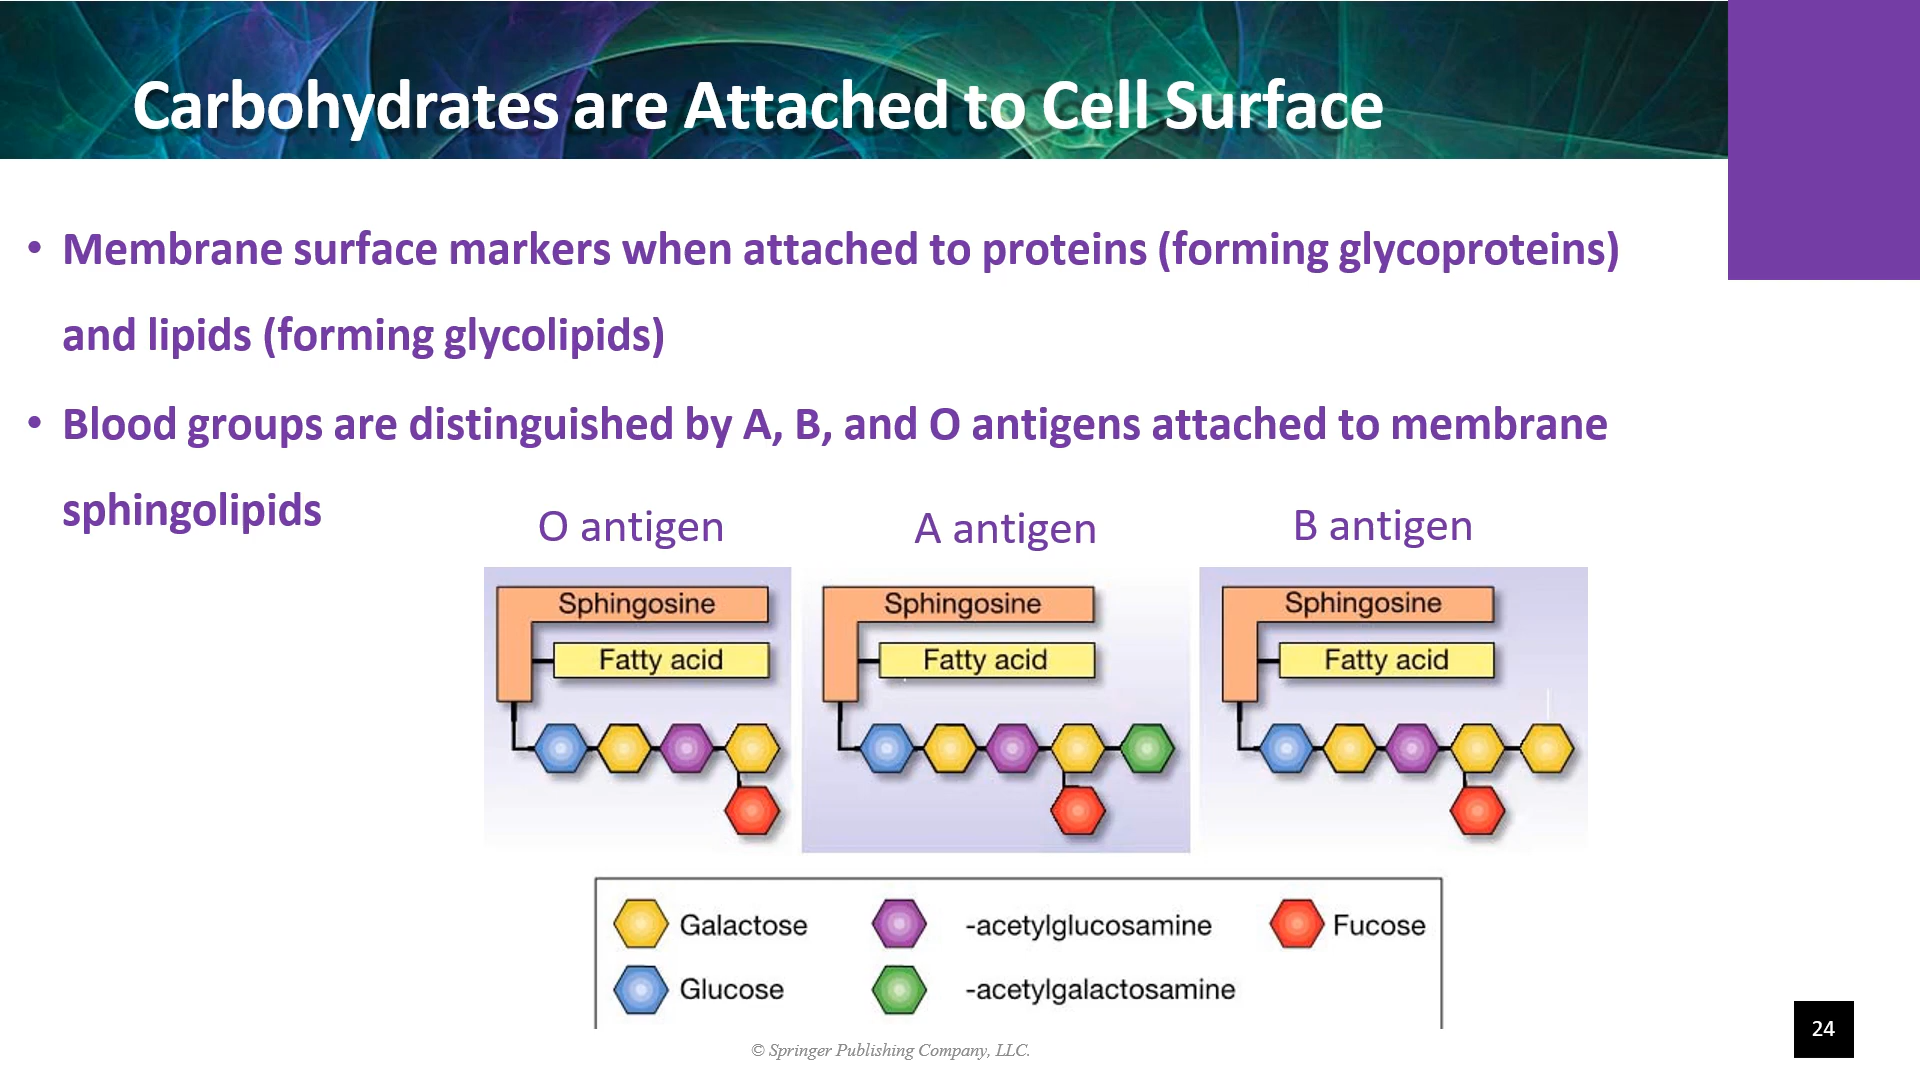 Carbohydrates are Attached to Cell Surface
• Membrane surface markers when attached to proteins (forming glycoproteins)
and lipids (forming glycolipids)
• Blood groups are distinguished by A, B, and O antigens attached to membrane
sphingolipids
O antigen
A antigen
B antigen
Sphingosine
Fatty acid
Sphingosine
Fatty acid
Sphingosine
Fatty acid
Galactose
-acetylglucosamine
Fucose
Glucose
-acetylgalactosamine
© Springer Publishing Company, LLC.
24